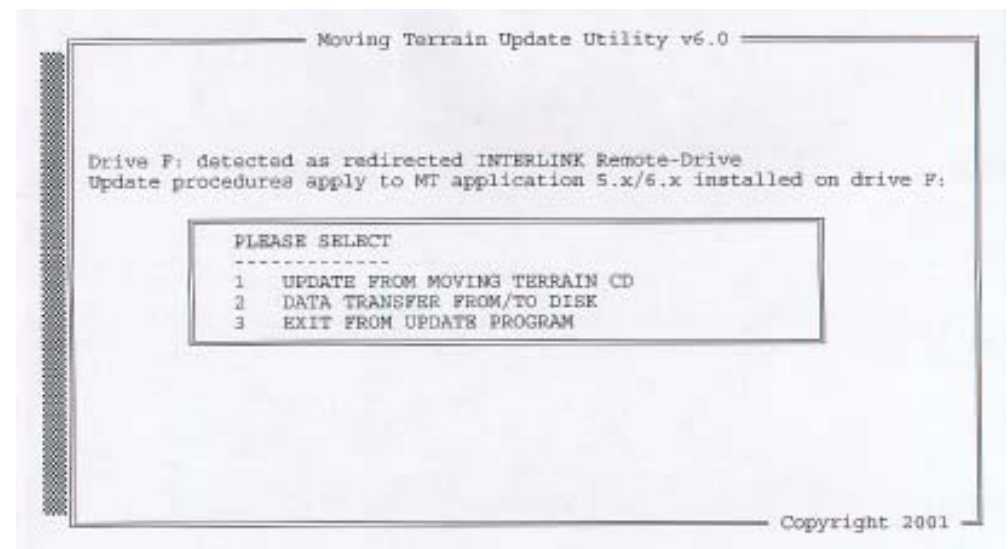 Moving Terrain Update Utility v6.0
Drive F: detected as redirected INTERLINK Remote-Drive
Update procedures apply to MT application 5.x/6.x installed on drive F:
PLEASE SELECT
-------------
1 UPDATE FROM MOVING TERRAIN CD
2 DATA TRANSFER FROM/TO DISK
3 EXIT FROM UPDATE PROGRAM
Copyright 2001